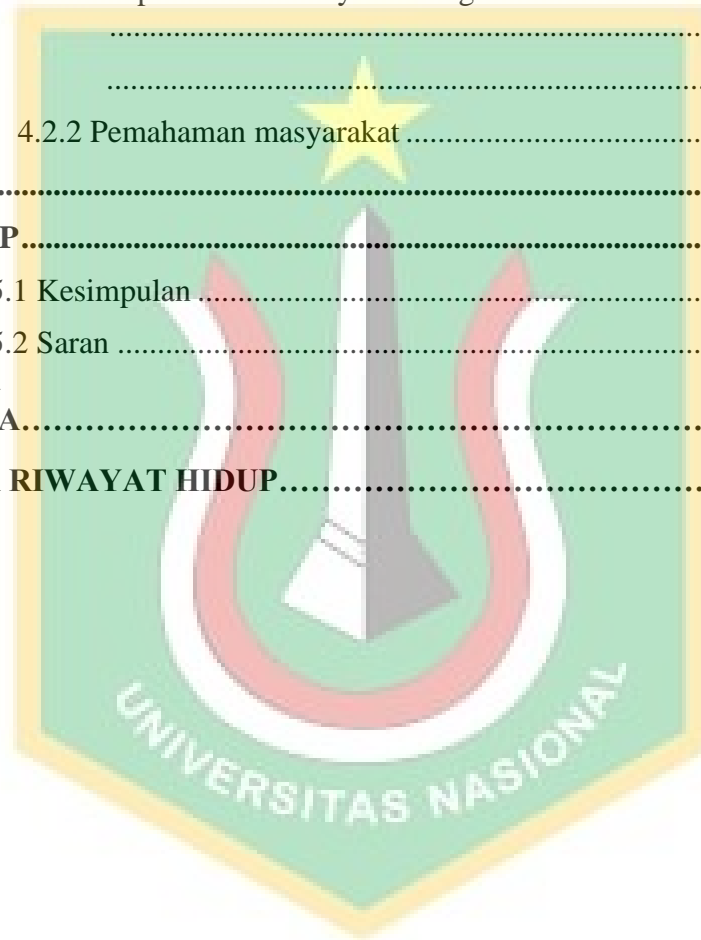 ........................................................................
........................................................................
4.2.2 Pemahaman masyarakat ....................................
........................................................................
P........................................................................
5.1 Kesimpulan ............................................................
5.2 Saran ......................................................................
A........................................................................
RIWAYAT HIDUP................................................
UNIVERSITAS NASIONAL